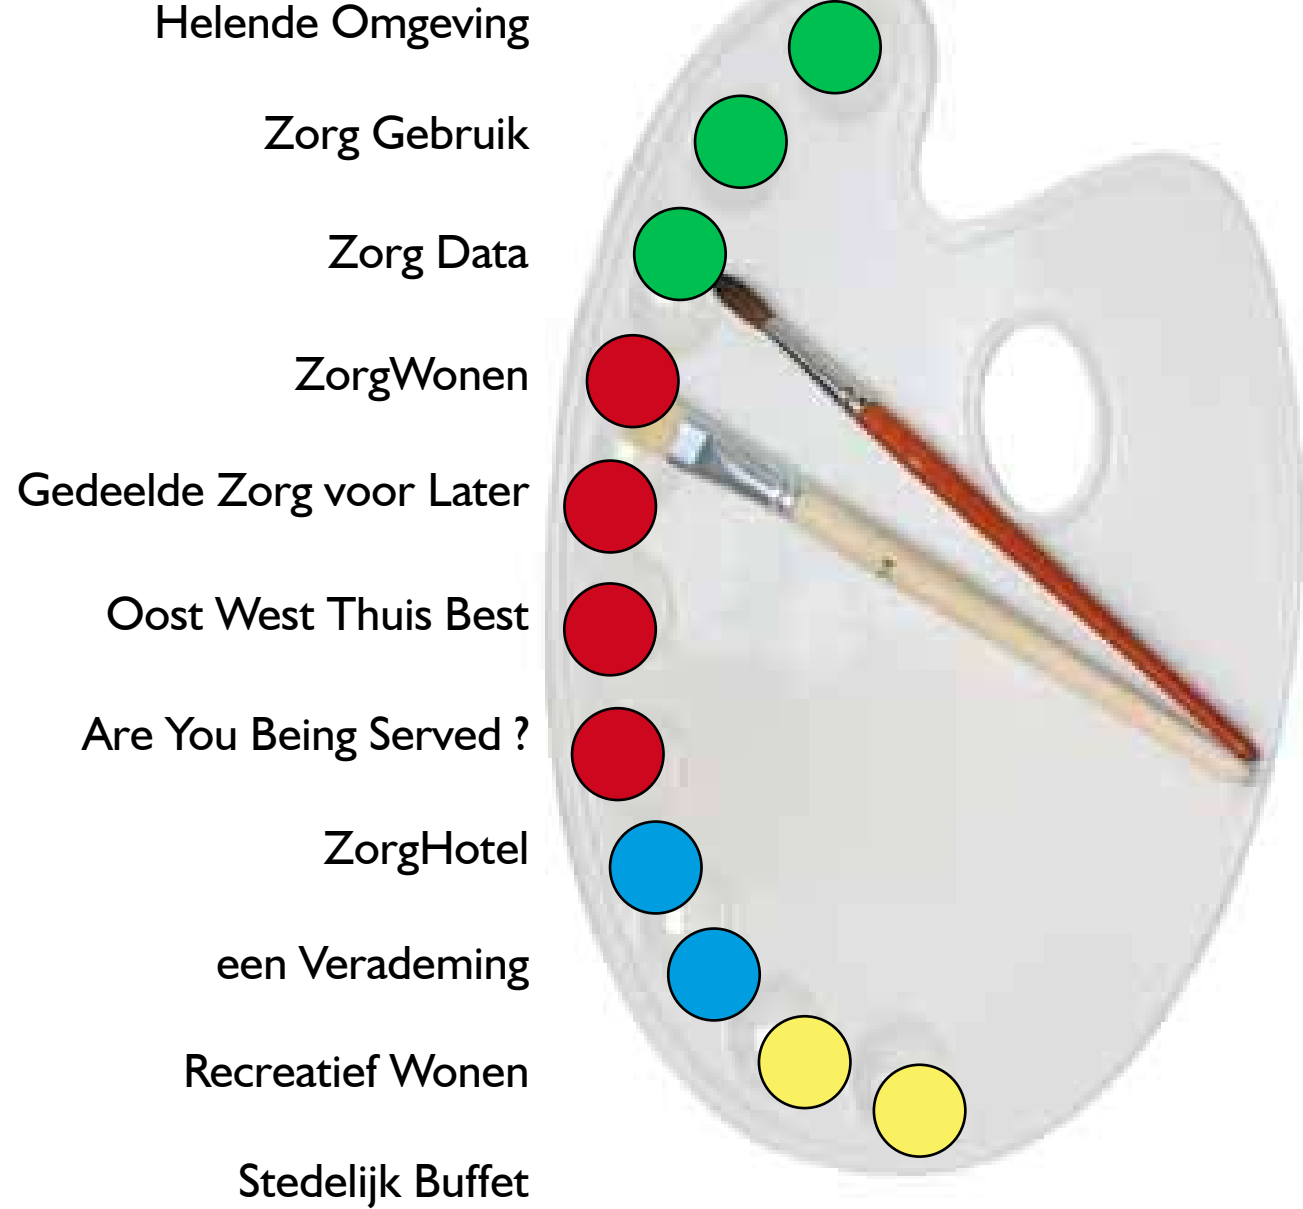 Helende Omgeving
Zorg Gebruik
Zorg Data
ZorgWonen
Gedeelde Zorg voor Later
Oost West Thuis Best
Are You Being Served ?
ZorgHotel
een Verademing
Recreatief Wonen
Stedelijk Buffet